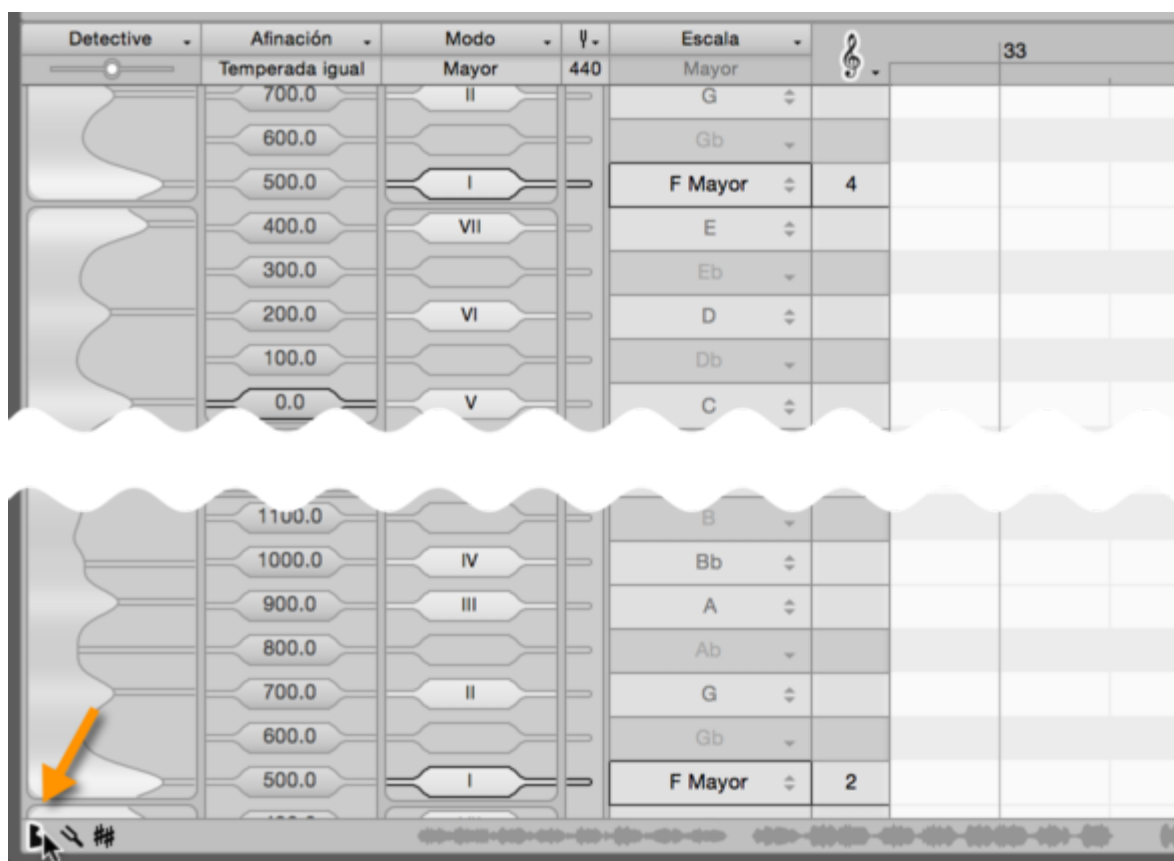 Detective Afinación Modo Escala 33
Temperada igual Mayor 440 Mayor
700.0 II G
600.0 Gb
500.0 I F Mayor 4
400.0 VII E
300.0 Eb
200.0 VI D
100.0 Db
0.0 V C
1100.0 B
1000.0 IV Bb
900.0 III A
800.0 Ab
700.0 II G
600.0 Gb
500.0 I F Mayor 2